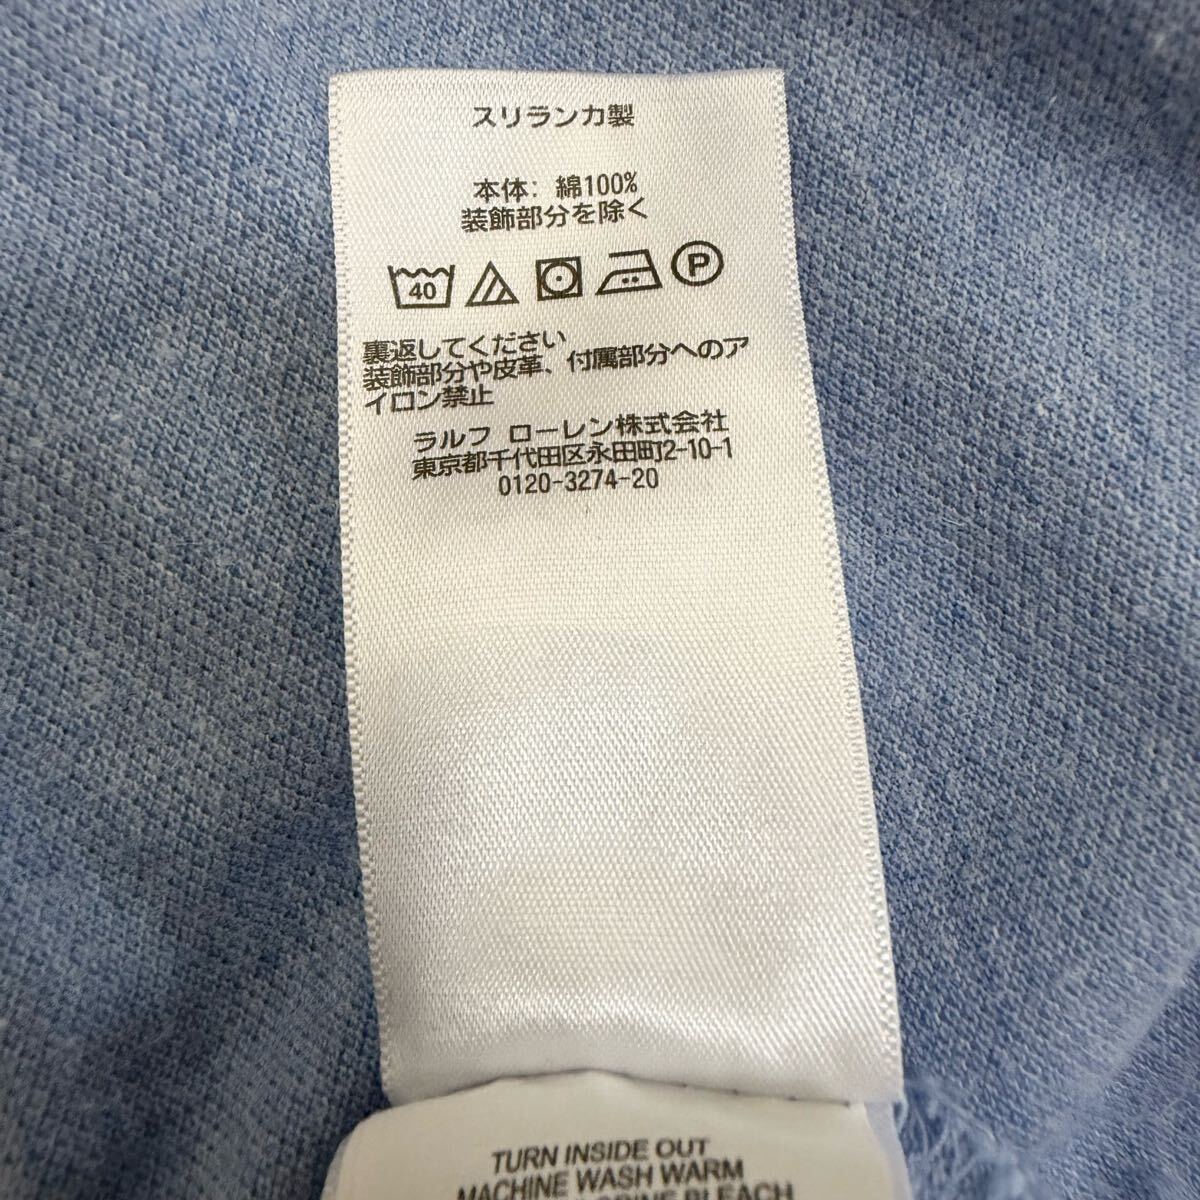 スリランカ製
本体: 綿100%
装飾部分を除く
40 P
裏返してください
装飾部分や皮革、付属部分へのア
イロン禁止
ラルフ ローレン株式会社
東京都千代田区永田町2-10-1
0120-3274-20
TURN INSIDE OUT
MACHINE WASH WARM
BLEACH